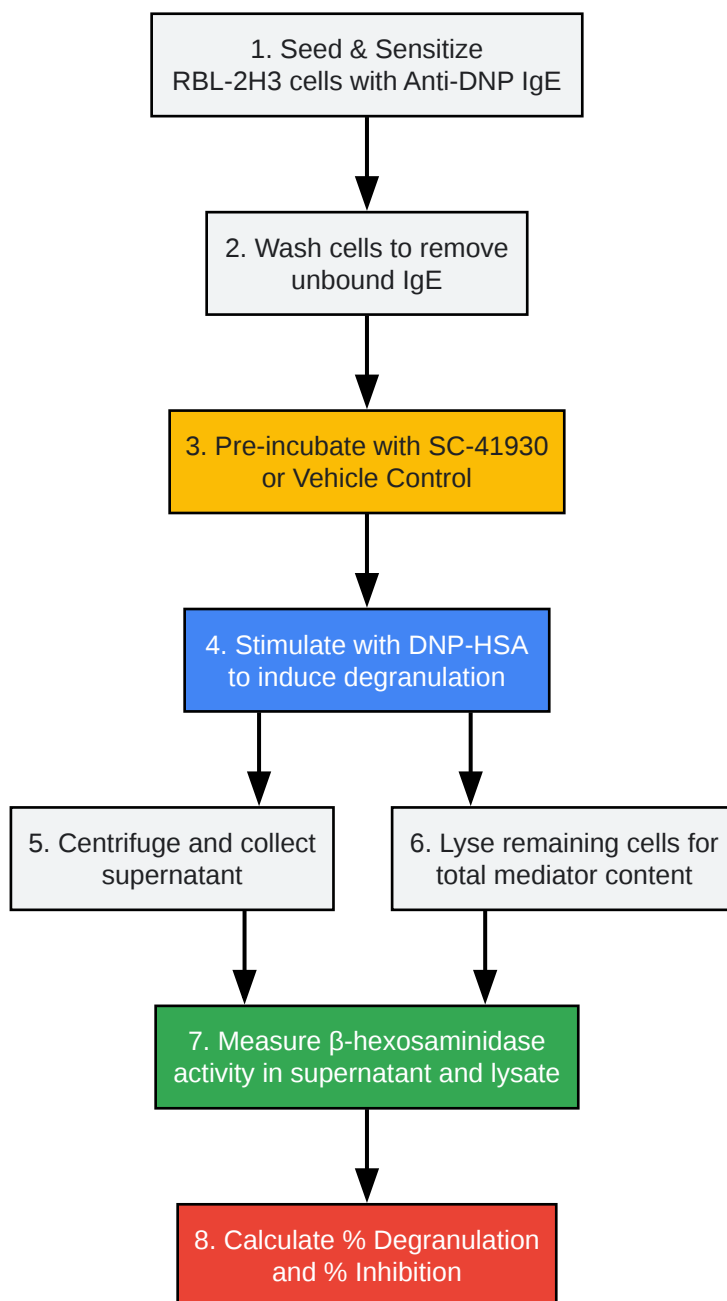 1. Seed & Sensitize
RBL-2H3 cells with Anti-DNP IgE
2. Wash cells to remove
unbound IgE
3. Pre-incubate with SC-41930
or Vehicle Control
4. Stimulate with DNP-HSA
to induce degranulation
5. Centrifuge and collect
supernatant
6. Lyse remaining cells for
total mediator content
7. Measure β-hexosaminidase
activity in supernatant and lysate
8. Calculate % Degranulation
and % Inhibition